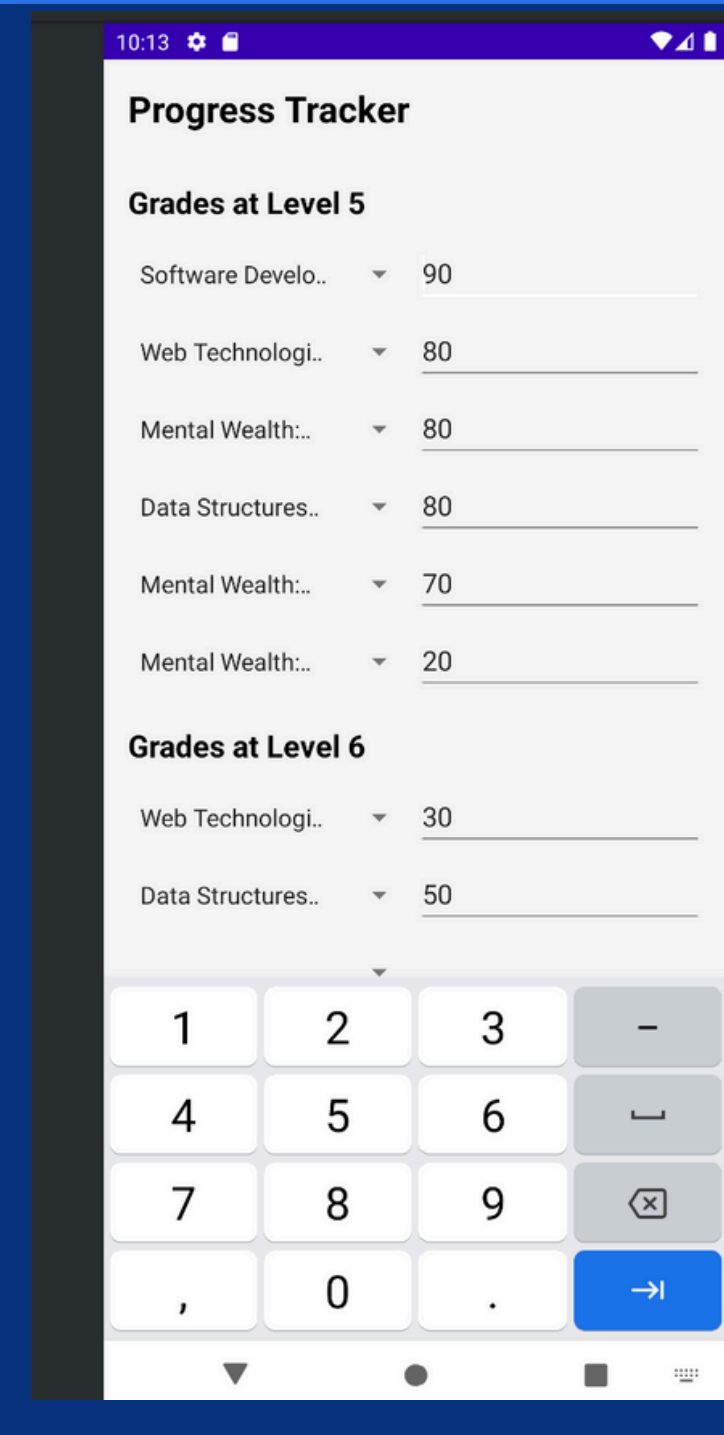 10:13
Progress Tracker
Grades at Level 5
Software Develo.. 90
Web Technologi.. 80
Mental Wealth:.. 80
Data Structures.. 80
Mental Wealth:.. 70
Mental Wealth:.. 20
Grades at Level 6
Web Technologi.. 30
Data Structures.. 50
1 2 3 -
4 5 6
7 8 9
, 0 .